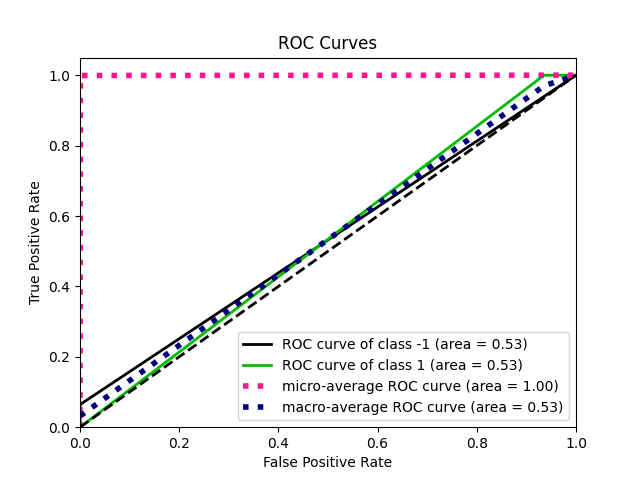 ROC Curves
True Positive Rate
1.0
0.8
0.6
0.4
0.2
0.0
ROC curve of class -1 (area = 0.53)
ROC curve of class 1 (area = 0.53)
micro-average ROC curve (area = 1.00)
macro-average ROC curve (area = 0.53)
0.0 0.2 0.4 0.6 0.8 1.0
False Positive Rate